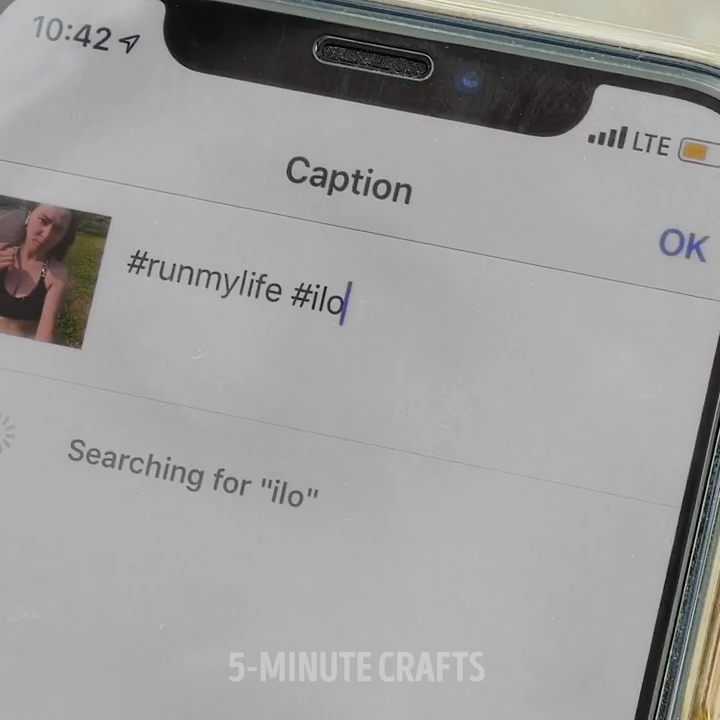 10:42
LTE
Caption
OK
#runmylife #ilo
Searching for "ilo"
5-MINUTE CRAFTS